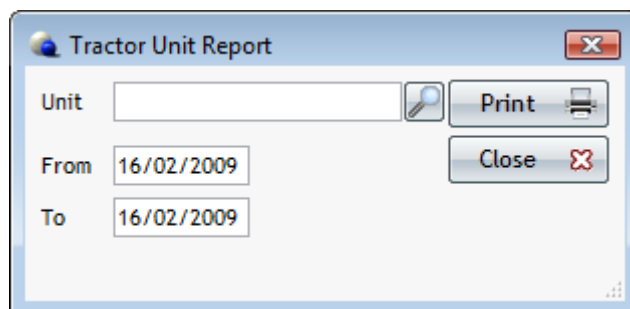 Tractor Unit Report
Unit
Print
From 16/02/2009
Close
To 16/02/2009